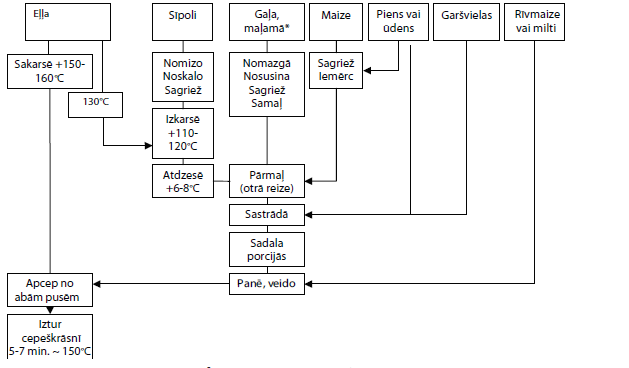 Eļļa
Sīpoli
Gaļa,
maļamā*
Maize
Piens vai
ūdens
Garšvielas
Rīvmaize
vai milti
Sakarsē +150-
160°C
130°C
Nomizo
Noskalo
Sagriež
Nomazgā
Nosusina
Sagriež
Samaļ
Sagriež
Iemērc
Izkarsē
+110-
120°C
Atdzesē
+6-8°C
Pārmaļ
(otrā reize)
Sastrādā
Sadala
porcijās
Panē, veido
Apcep no
abām pusēm
Iztur
cepeškrāsnī
5-7 min. ~ 150°C